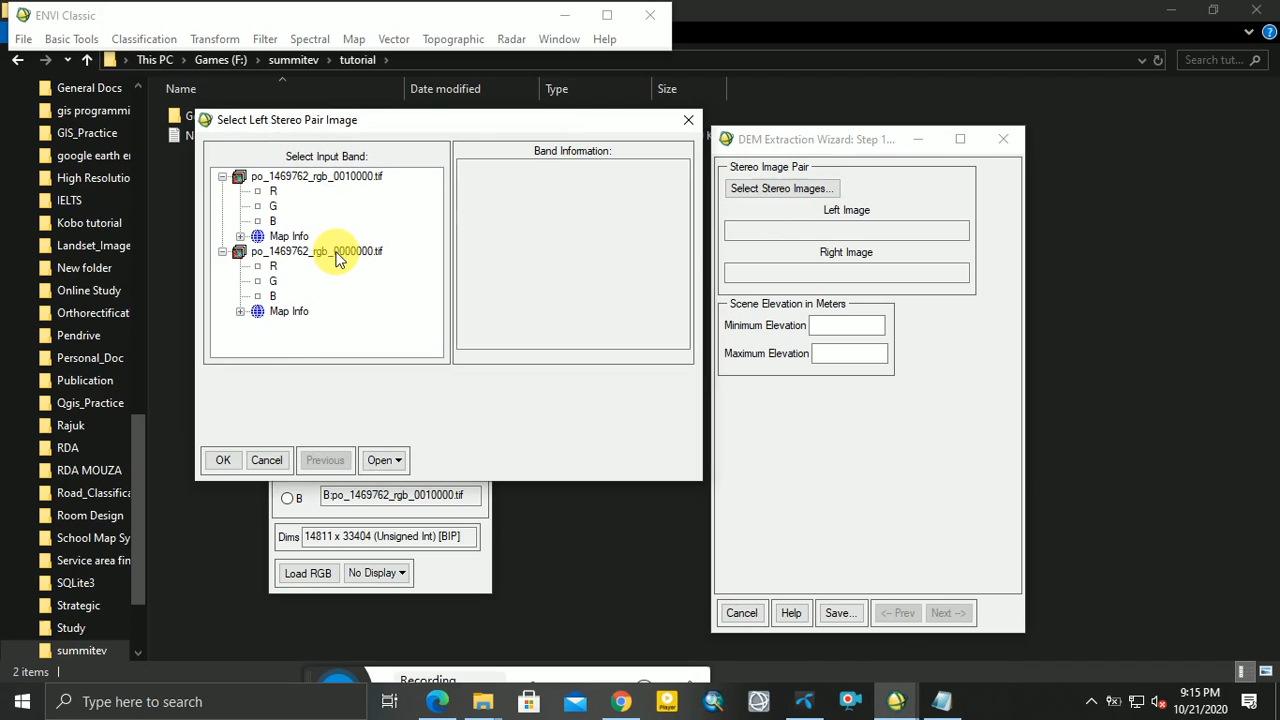 ENVI Classic
File Basic Tools Classification Transform Filter Spectral Map Vector Topographic Radar Window Help
This PC > Games (F:) > summitev > tutorial >
Search tut...
General Docs
gis programmi
GIS_Practice
google earth er
High Resolutio
IELTS
Kobo tutorial
Landset_Image
New folder
Online Study
Orthorectificat
Pendrive
Personal_Doc
Publication
Qgis_Practice
Rajuk
RDA
RDA MOUZA
Road_Classifica
Room Design
School Map Sy
Service area fin
SQLite3
Strategic
Study
summitev
2 items
Name
Date modified
Type
Size
Select Left Stereo Pair Image
Select Input Band:
po_1469762_rgb_0010000.tif
R
G
B
Map Info
po_1469762_rgb_0000000.tif
R
G
B
Map Info
Band Information:
OK Cancel Previous Open
B B:po_1469762_rgb_0010000.tif
Dims 14811 x 33404 (Unsigned Int) [BIP]
Load RGB No Display
DEM Extraction Wizard: Step 1...
Stereo Image Pair
Select Stereo Images...
Left Image
Right Image
Scene Elevation in Meters
Minimum Elevation
Maximum Elevation
Cancel Help Save... <-- Prev Next -->
Recording
Type here to search
Player
9:15 PM
10/21/2020